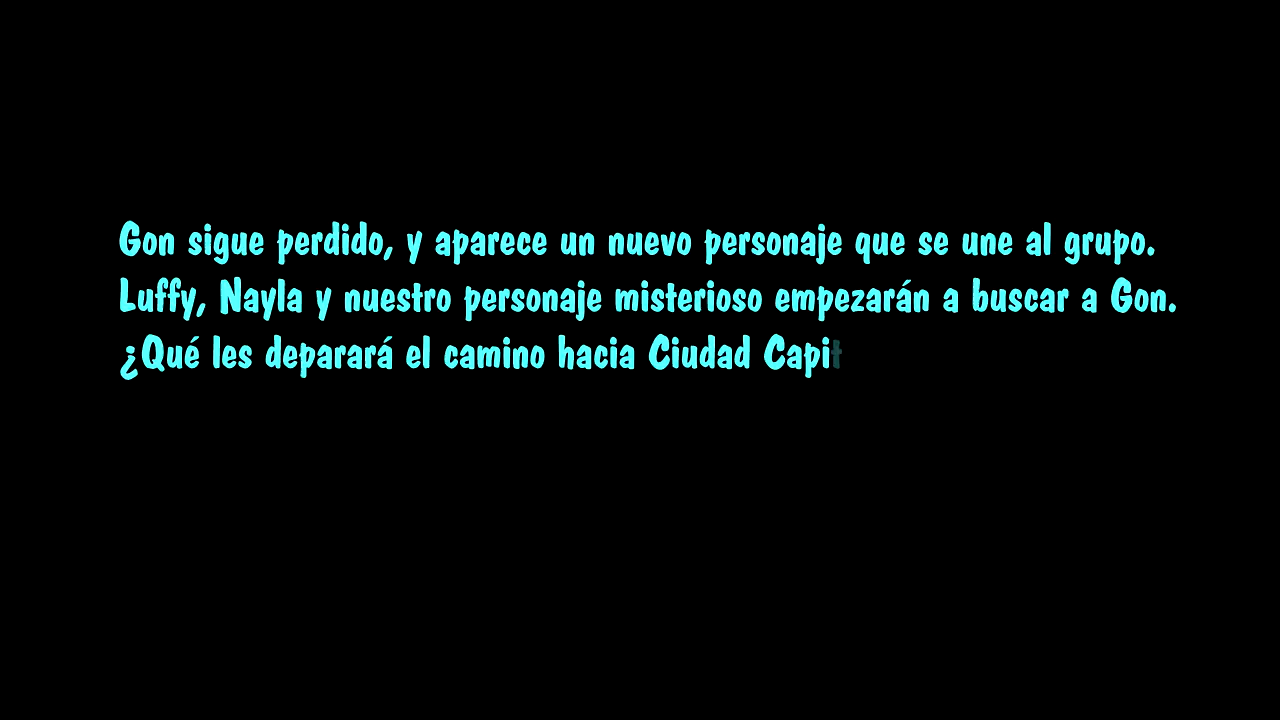 Gon sigue perdido, y aparece un nuevo personaje que se une al grupo.
Luffy, Nayla y nuestro personaje misterioso empezarán a buscar a Gon.
¿Qué les deparará el camino hacia Ciudad Capit